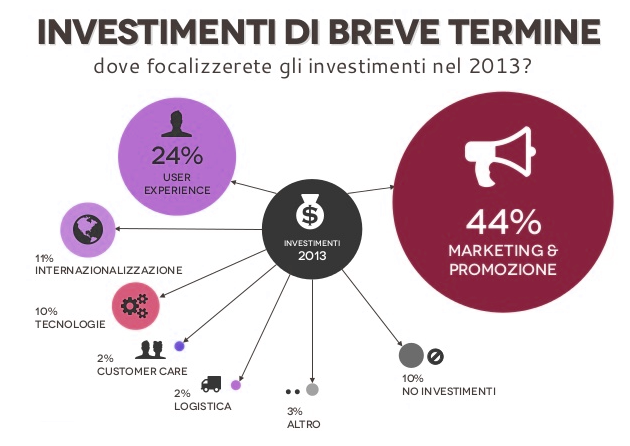 INVESTIMENTI DI BREVE TERMINE
dove focalizzerete gli investimenti nel 2013?
24%
USER
EXPERIENCE
$
INVESTIMENTI
2013
44%
MARKETING &
PROMOZIONE
11%
INTERNAZIONALIZZAZIONE
10%
TECNOLOGIE
2%
CUSTOMER CARE
2%
LOGISTICA
3%
ALTRO
10%
NO INVESTIMENTI